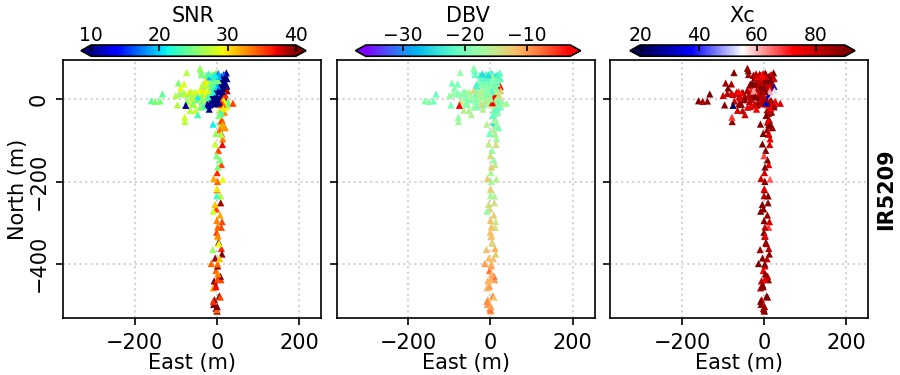 SNR DBV Xc
10 20 30 40 −30 −20 −10 20 40 60 80
0
−200
−400
North (m)
IR5209
−200 0 200 −200 0 200 −200 0 200
East (m) East (m) East (m)